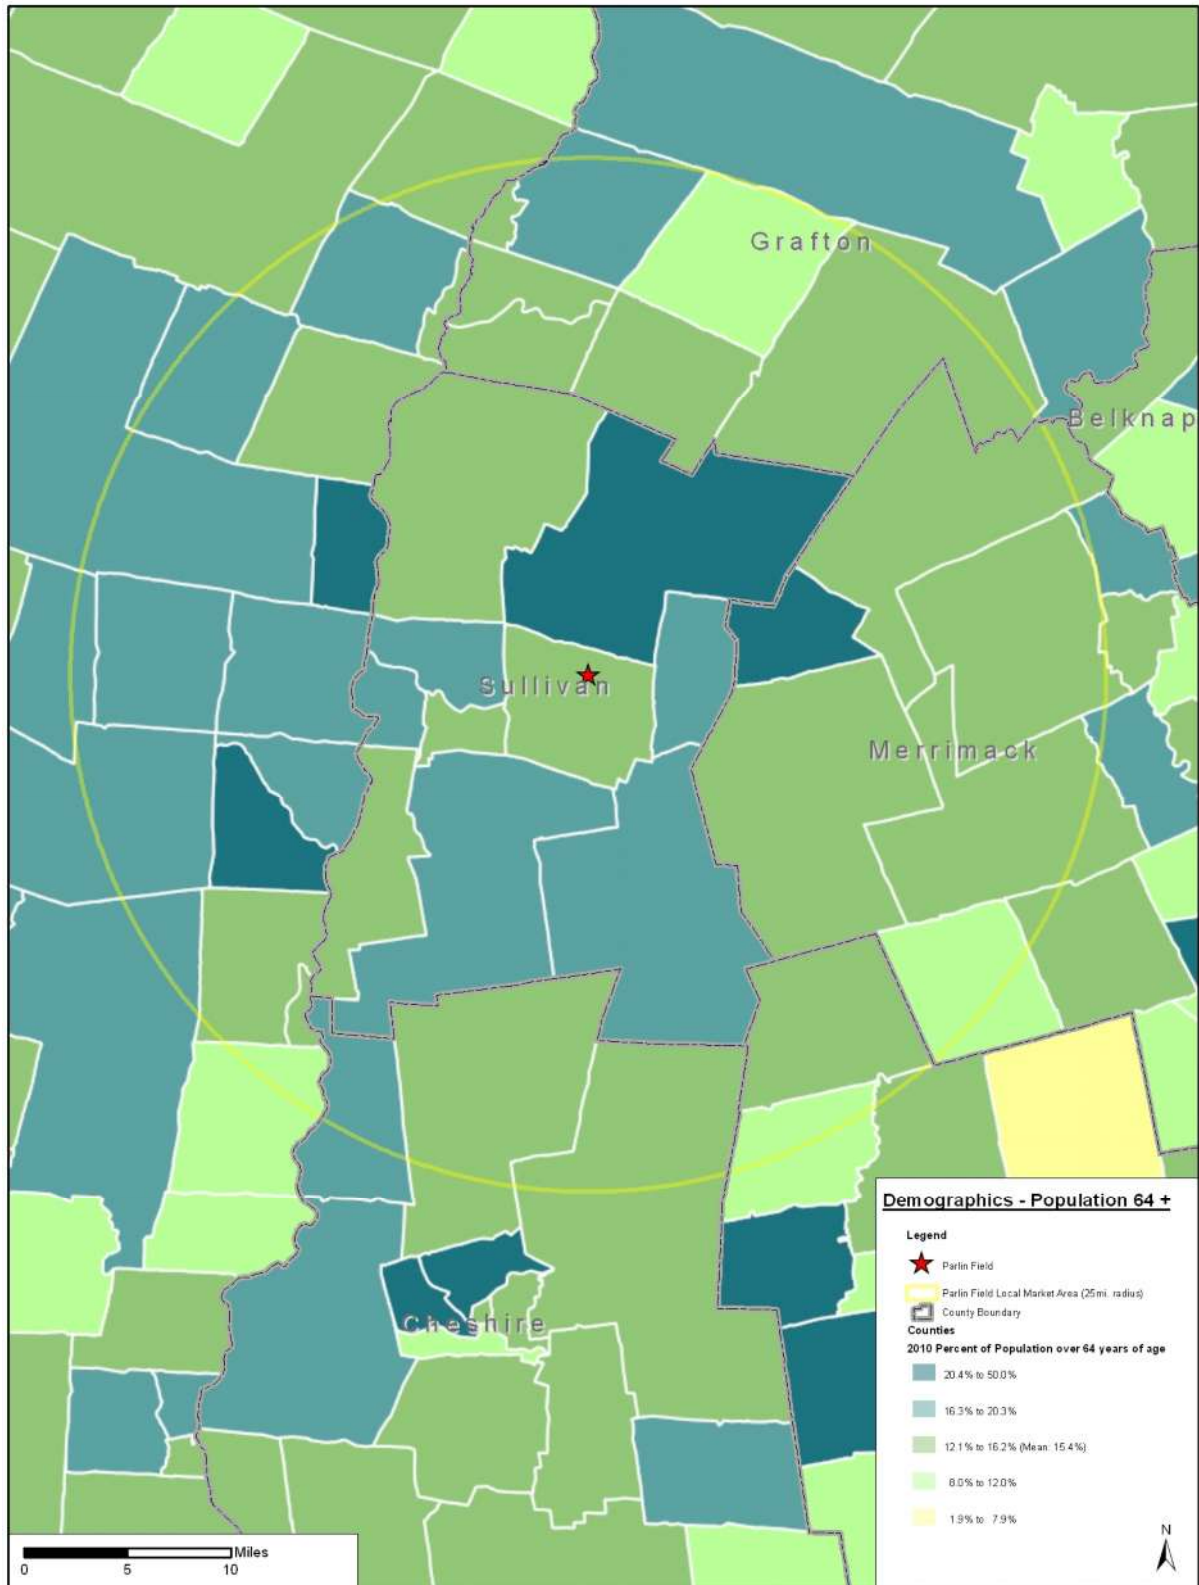 Grafton
Belknap
Sullivan
Merrimack
Cheshire
Demographics - Population 64 +
Legend
Parlin Field
Parlin Field Local Market Area (25mi. radius)
County Boundary
Counties
2010 Percent of Population over 64 years of age
20.4% to 50.0%
16.3% to 20.3%
12.1% to 16.2% (Mean: 15.4%)
8.0% to 12.0%
1.9% to 7.9%
N
Miles
0 5 10